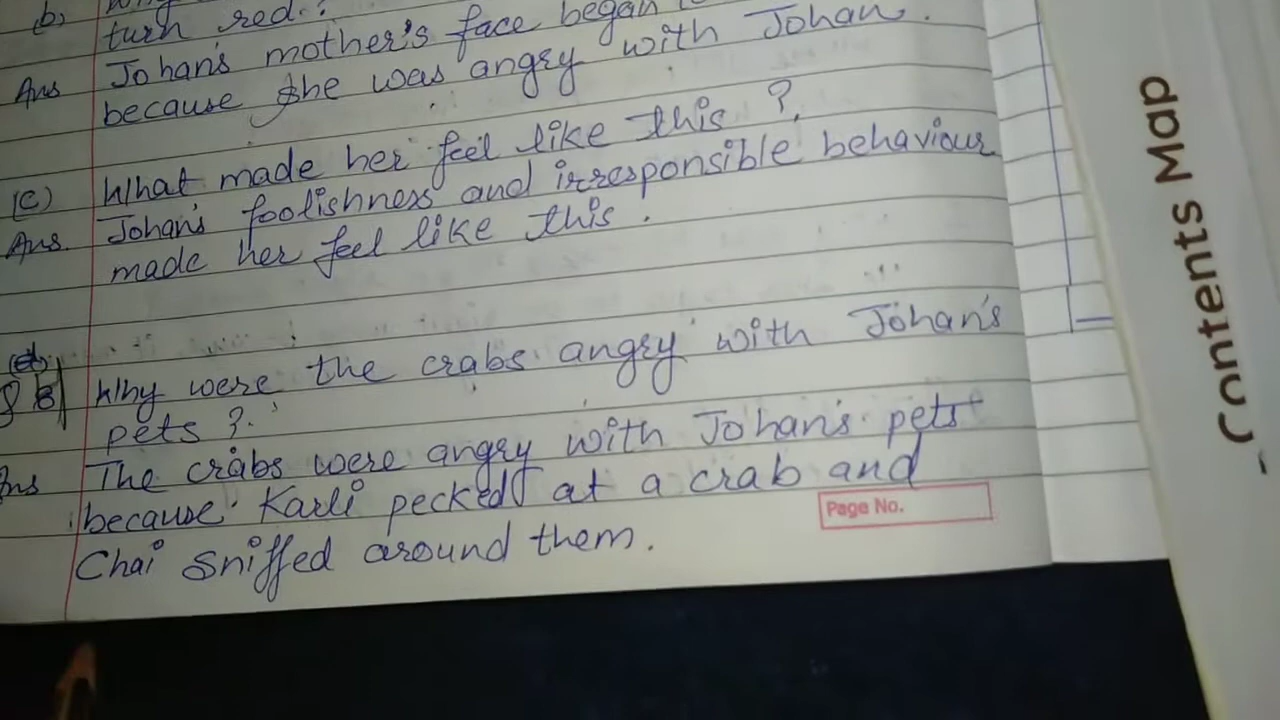 b)
turn red.?
Ans Johan's mother's face began
because she was angry with Johan.
(c) What made her feel like this ?
Ans. Johan's foolishness and irresponsible behaviour
made her feel like this.
Why were the crabs angry with Johan's
pets ?
Ans The crabs were angry with Johan's pets
because Karli pecked at a crab and
Chai sniffed around them.
Page No.
- Contents Map